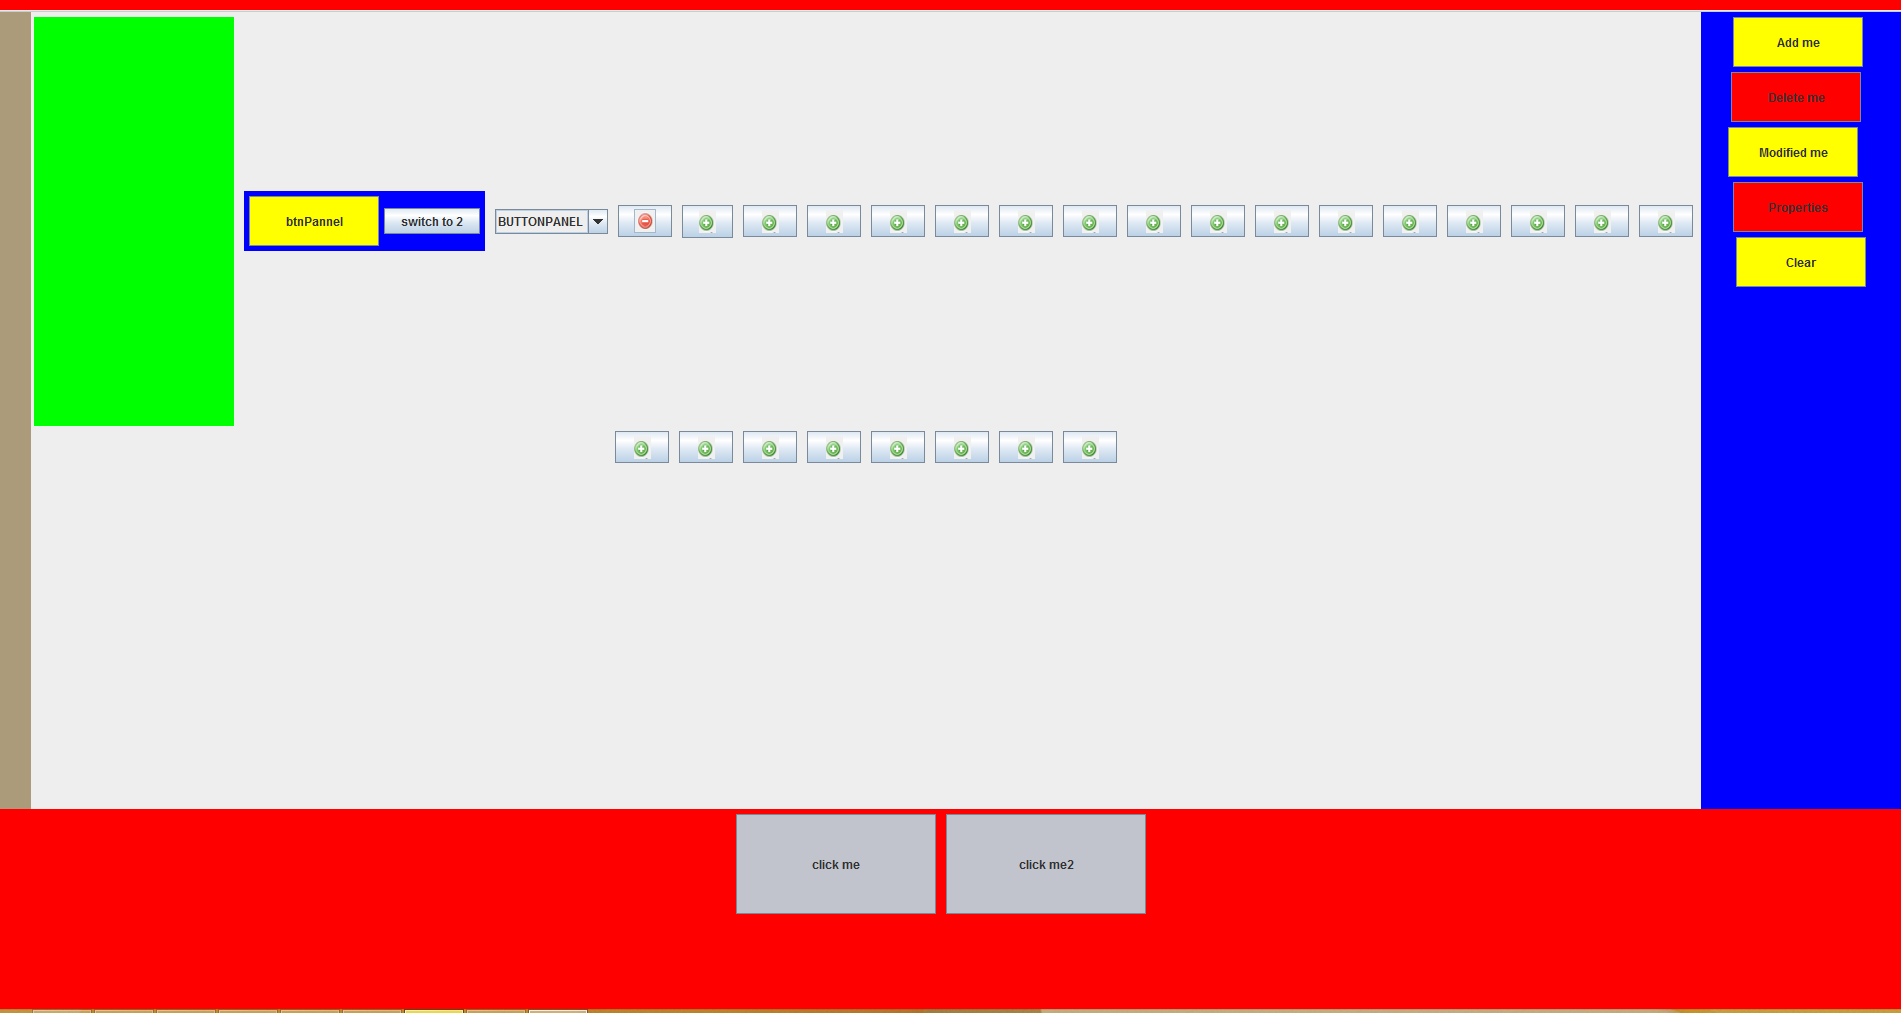 Add me
Delete me
Modified me
Properties
Clear
btnPannel
switch to 2
BUTTONPANEL
click me
click me2